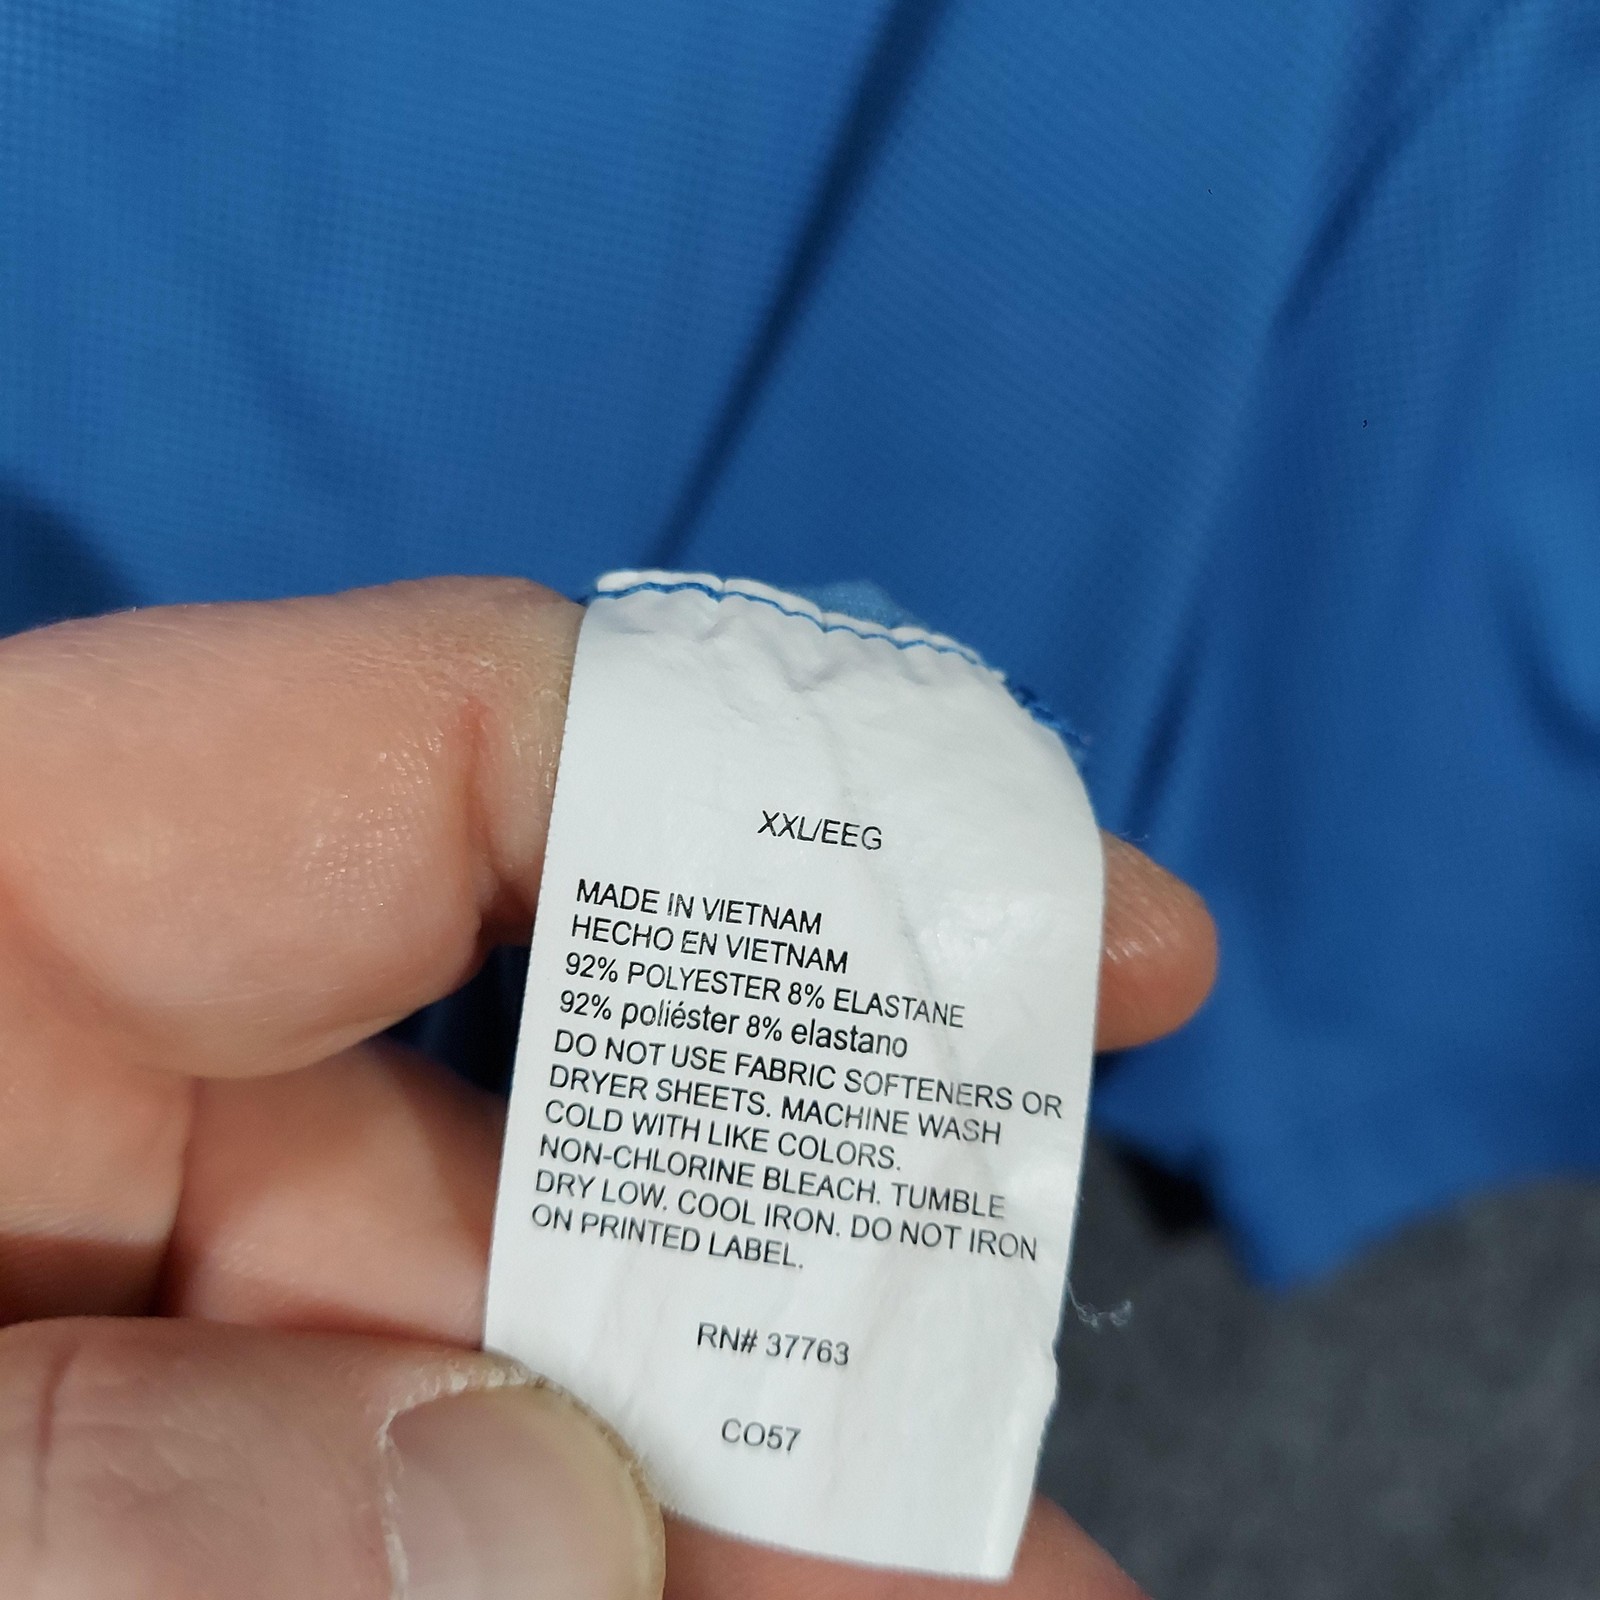 XXL/EEG
MADE IN VIETNAM
HECHO EN VIETNAM
92% POLYESTER 8% ELASTANE
92% poliéster 8% elastano
DO NOT USE FABRIC SOFTENERS OR
DRYER SHEETS. MACHINE WASH
COLD WITH LIKE COLORS.
NON-CHLORINE BLEACH. TUMBLE
DRY LOW. COOL IRON. DO NOT IRON
ON PRINTED LABEL.
RN# 37763
CO57